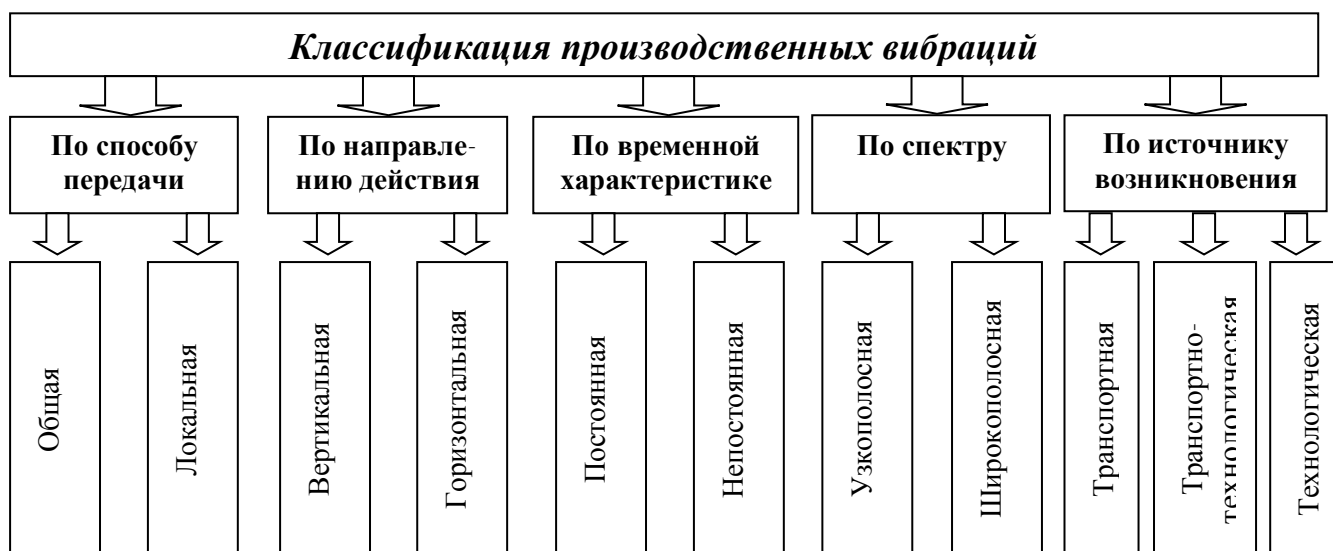 Классификация производственных вибраций
По способу
передачи
По направле-
нию действия
По временной
характеристике
По спектру
По источнику
возникновения
Общая
Локальная
Вертикальная
Горизонтальная
Постоянная
Непостоянная
Узкополосная
Широкополосная
Транспортная
Транспортно-
технологическая
Технологическая